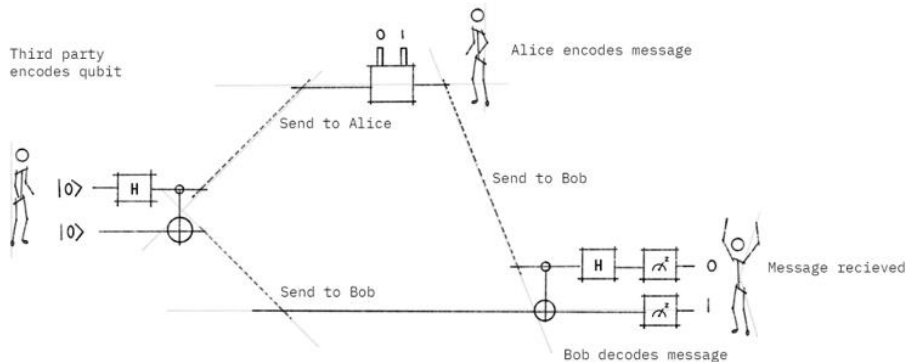 Third party
encodes qubit
0 1
Alice encodes message
Send to Alice
Send to Bob
|0⟩ H
|0⟩
H z 0
Message recieved
Send to Bob
z 1
Bob decodes message